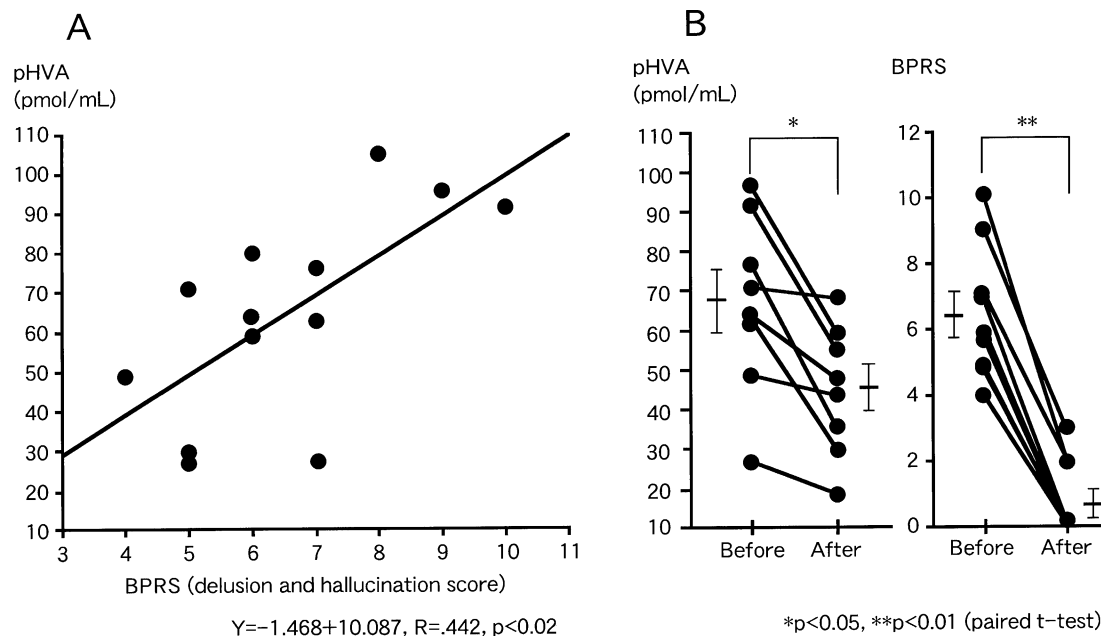 A
pHVA
(pmol/mL)
110
100
90
80
70
60
50
40
30
20
10
3 4 5 6 7 8 9 10 11
BPRS (delusion and hallucination score)
Y=−1.468+10.087, R=.442, p<0.02
B
pHVA
(pmol/mL)
110
100
90
80
70
60
50
40
30
20
10
*
Before After
BPRS
12
10
8
6
4
2
0
**
Before After
*p<0.05, **p<0.01 (paired t-test)